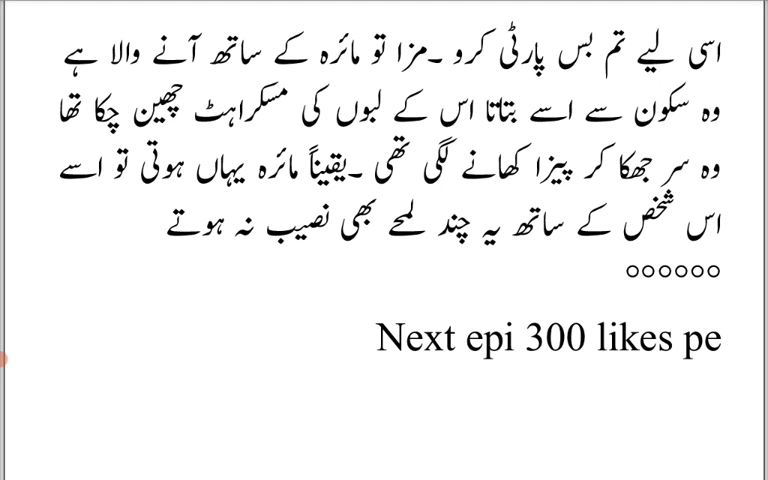 اسی لیے تم بس پارٹی کرو ۔مزا تو مائرہ کے ساتھ آنے والا ہے
وہ سکون سے اسے بتاتا اس کے لبوں کی مسکراہٹ چھین چکا تھا
وہ سر جھکا کر پیزا کھانے لگی تھی ۔یقیناً مائرہ یہاں ہوتی تو اسے
اس شخص کے ساتھ یہ چند لمحے بھی نصیب نہ ہوتے
○○○○○○
Next epi 300 likes pe